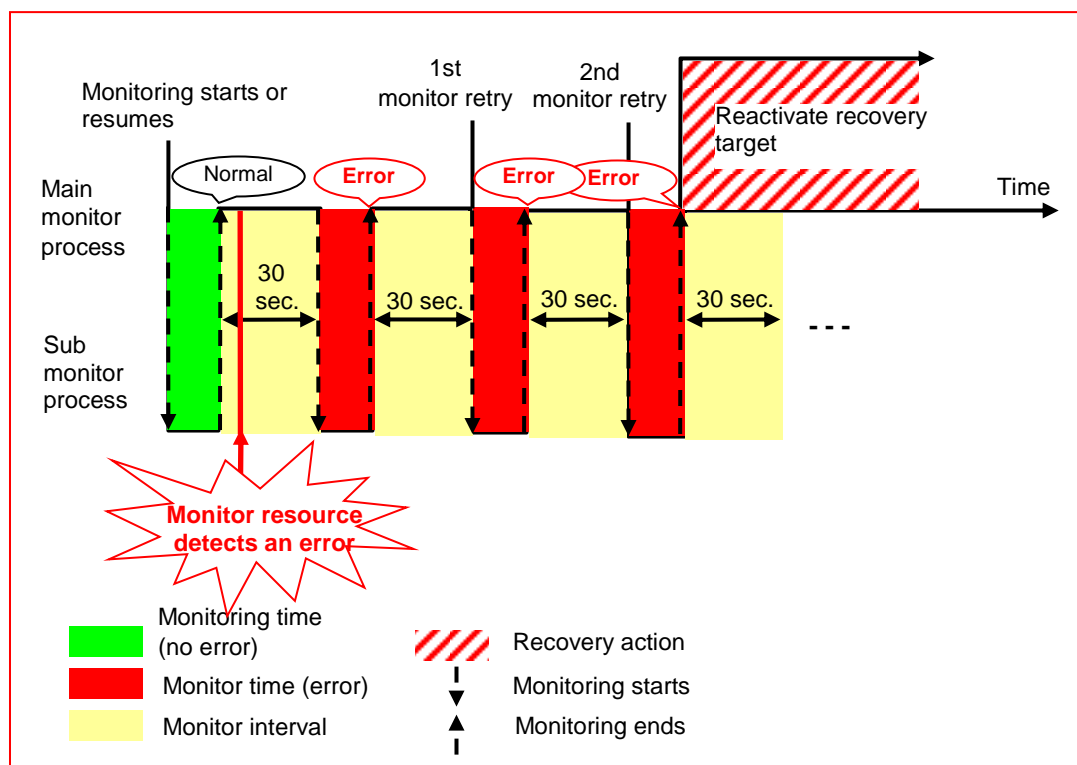 Monitoring starts or
resumes
1st
monitor retry
2nd
monitor retry
Reactivate recovery
target
Normal
Error
Error
Error
Time
Main
monitor
process
30
sec.
30 sec.
30 sec.
30 sec.
Sub
monitor
process
Monitor resource
detects an error
Monitoring time
(no error)
Monitor time (error)
Monitor interval
Recovery action
Monitoring starts
Monitoring ends